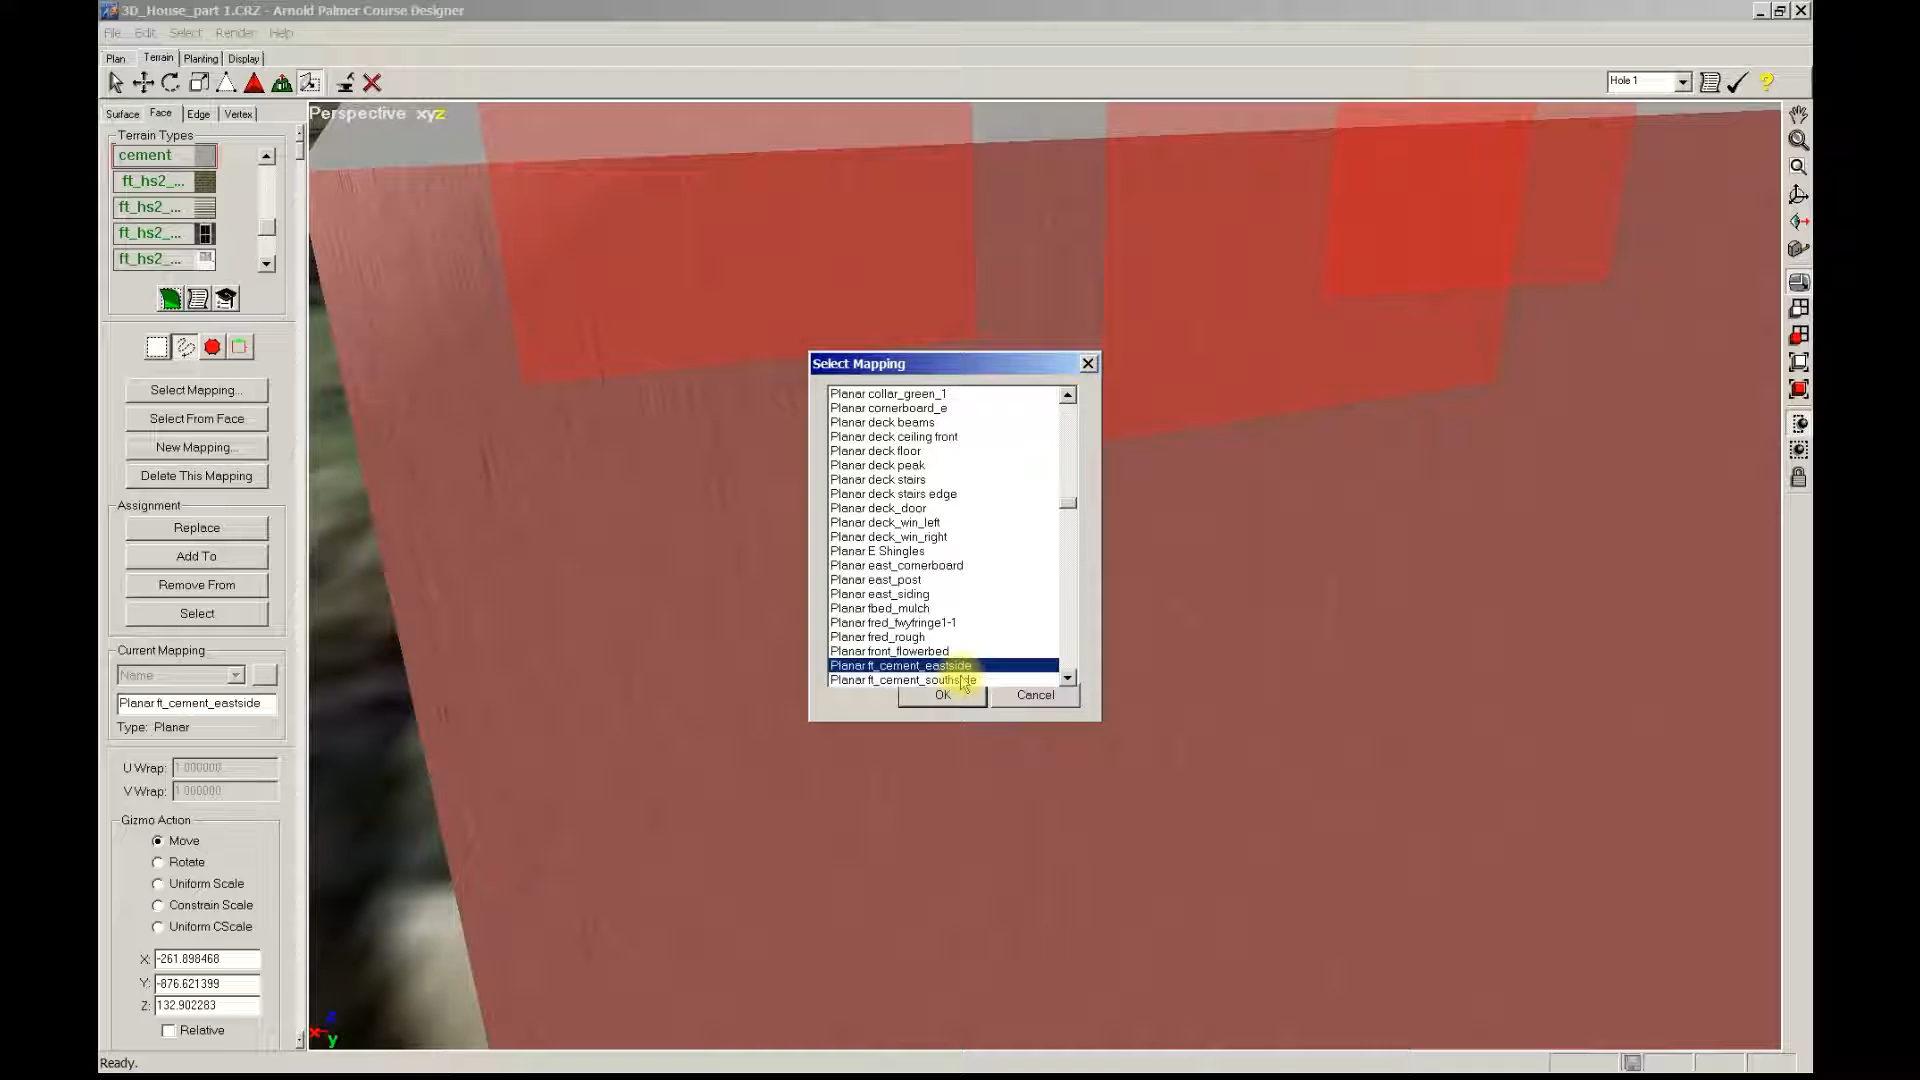 3D_House_part 1.CRZ - Arnold Palmer Course Designer
File Edit Select Render Help
Plan Terrain Planting Display
Hole 1
Surface Face Edge Vertex
Perspective xyz
Terrain Types
cement
ft_hs2_...
ft_hs2_...
ft_hs2_...
ft_hs2_...
Select Mapping...
Select From Face
New Mapping...
Delete This Mapping
Assignment
Replace
Add To
Remove From
Select
Current Mapping
Name
Planar ft_cement_eastside
Type: Planar
U Wrap: 1.000000
V Wrap: 1.000000
Gizmo Action
Move
Rotate
Uniform Scale
Constrain Scale
Uniform CScale
X: -261.898468
Y: -876.621399
Z: 132.902283
Relative
Select Mapping
Planar collar_green_1
Planar cornerboard_e
Planar deck beams
Planar deck ceiling front
Planar deck floor
Planar deck peak
Planar deck stairs
Planar deck stairs edge
Planar deck_door
Planar deck_win_left
Planar deck_win_right
Planar E Shingles
Planar east_cornerboard
Planar east_post
Planar east_siding
Planar fbed_mulch
Planar fred_fwyfringe1-1
Planar fred_rough
Planar front_flowerbed
Planar ft_cement_eastside
Planar ft_cement_southside
OK Cancel
z
x
y
Ready.